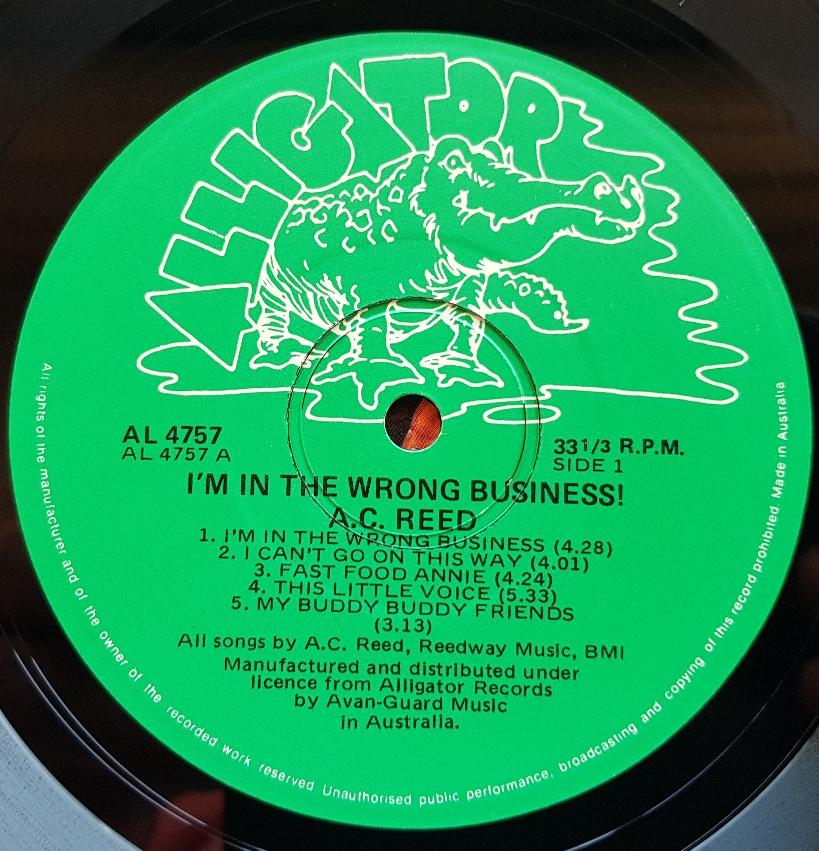 ALLIGATOR
AL 4757
AL 4757 A
33 1/3 R.P.M.
SIDE 1
I'M IN THE WRONG BUSINESS!
A.C. REED
1. I'M IN THE WRONG BUSINESS (4.28)
2. I CAN'T GO ON THIS WAY (4.01)
3. FAST FOOD ANNIE (4.24)
4. THIS LITTLE VOICE (5.33)
5. MY BUDDY BUDDY FRIENDS
(3.13)
All songs by A.C. Reed, Reedway Music, BMI
Manufactured and distributed under
licence from Alligator Records
by Avan-Guard Music
in Australia.
All rights of the manufacturer and of the owner of the recorded work reserved Unauthorised public performance, broadcasting and copying of this record prohibited. Made in Australia